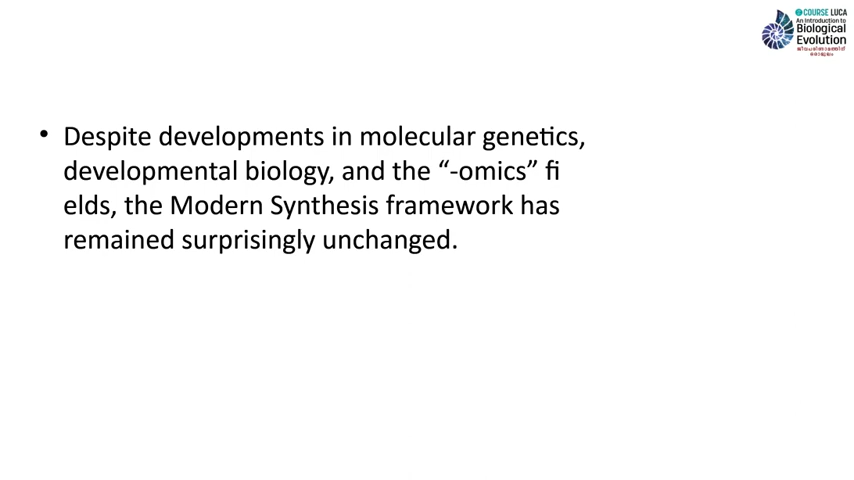 COURSE LUCA
An Introduction to
Biological
Evolution
• Despite developments in molecular genetics,
developmental biology, and the “-omics” fi
elds, the Modern Synthesis framework has
remained surprisingly unchanged.